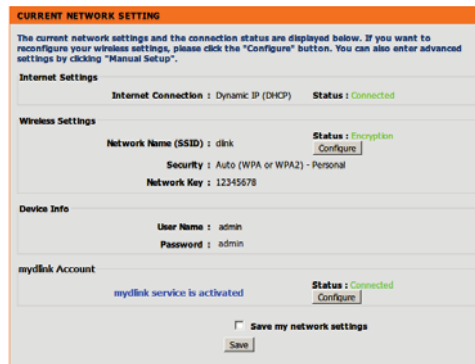 CURRENT NETWORK SETTING
The current network settings and the connection status are displayed below. If you want to
reconfigure your wireless settings, please click the "Configure" button. You can also enter advanced
settings by clicking "Manual Setup".
Internet Settings
Internet Connection : Dynamic IP (DHCP) Status : Connected
Wireless Settings
Status : Encryption
Network Name (SSID) : dlink Configure
Security : Auto (WPA or WPA2) - Personal
Network Key : 12345678
Device Info
User Name : admin
Password : admin
mydlink Account
Status : Connected
mydlink service is activated Configure
Save my network settings
Save